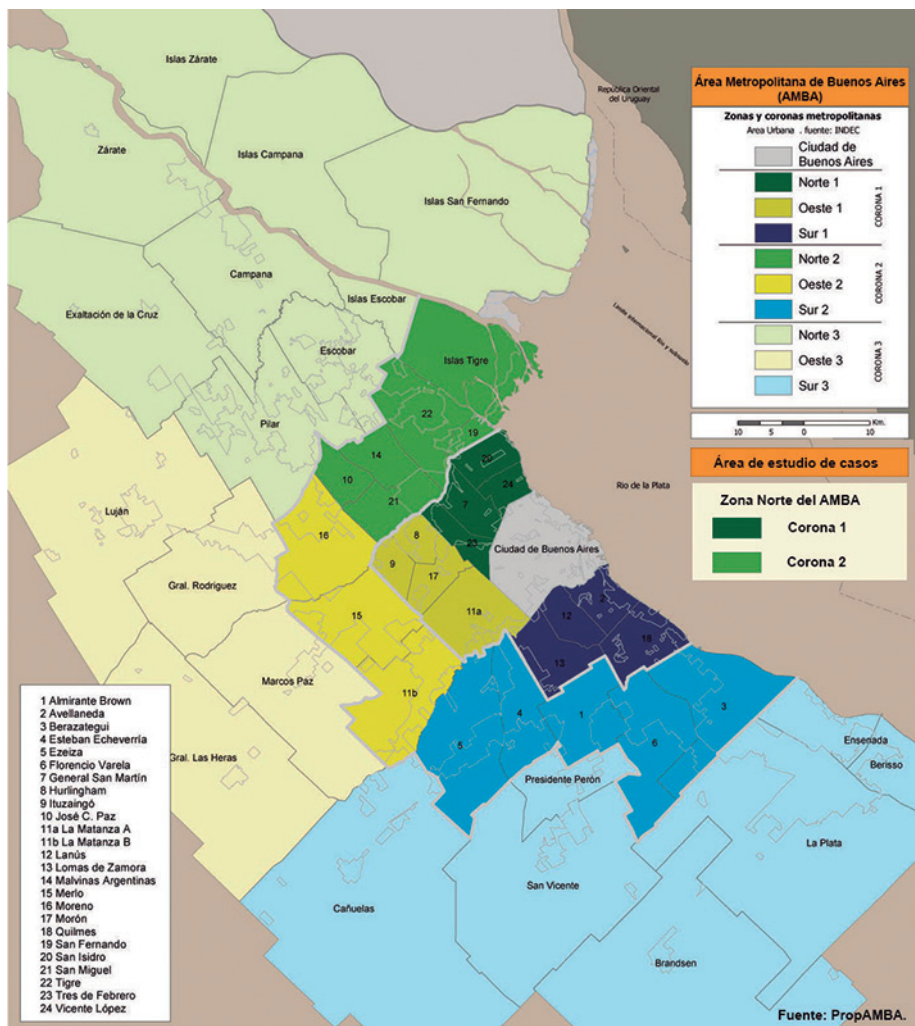 Islas Zárate
República Oriental
del Uruguay
Zárate
Islas Campana
Islas San Fernando
Campana
Islas Escobar
Exaltación de la Cruz
Escobar
Islas Tigre
Límite internacional lecho y subsuelo
22
19
Pilar
14
20
10
24
Río de la Plata
21
7
Luján
8
16
23
Ciudad de Buenos Aires
9
17
Gral. Rodriguez
11a
2
15
12
18
13
Marcos Paz
11b
3
4
1
5
6
Gral. Las Heras
Ensenada
Presidente Perón
Berisso
La Plata
San Vicente
Cañuelas
Brandsen
Área Metropolitana de Buenos Aires
(AMBA)
Zonas y coronas metropolitanas
Area Urbana . fuente: INDEC
Ciudad de
Buenos Aires
Norte 1
Oeste 1
Sur 1
CORONA 1
Norte 2
Oeste 2
Sur 2
CORONA 2
Norte 3
Oeste 3
Sur 3
CORONA 3
Km.
10 5 0 10
Área de estudio de casos
Zona Norte del AMBA
Corona 1
Corona 2
1 Almirante Brown
2 Avellaneda
3 Berazategui
4 Esteban Echeverría
5 Ezeiza
6 Florencio Varela
7 General San Martín
8 Hurlingham
9 Ituzaingó
10 José C. Paz
11a La Matanza A
11b La Matanza B
12 Lanús
13 Lomas de Zamora
14 Malvinas Argentinas
15 Merlo
16 Moreno
17 Morón
18 Quilmes
19 San Fernando
20 San Isidro
21 San Miguel
22 Tigre
23 Tres de Febrero
24 Vicente López
Fuente: PropAMBA.